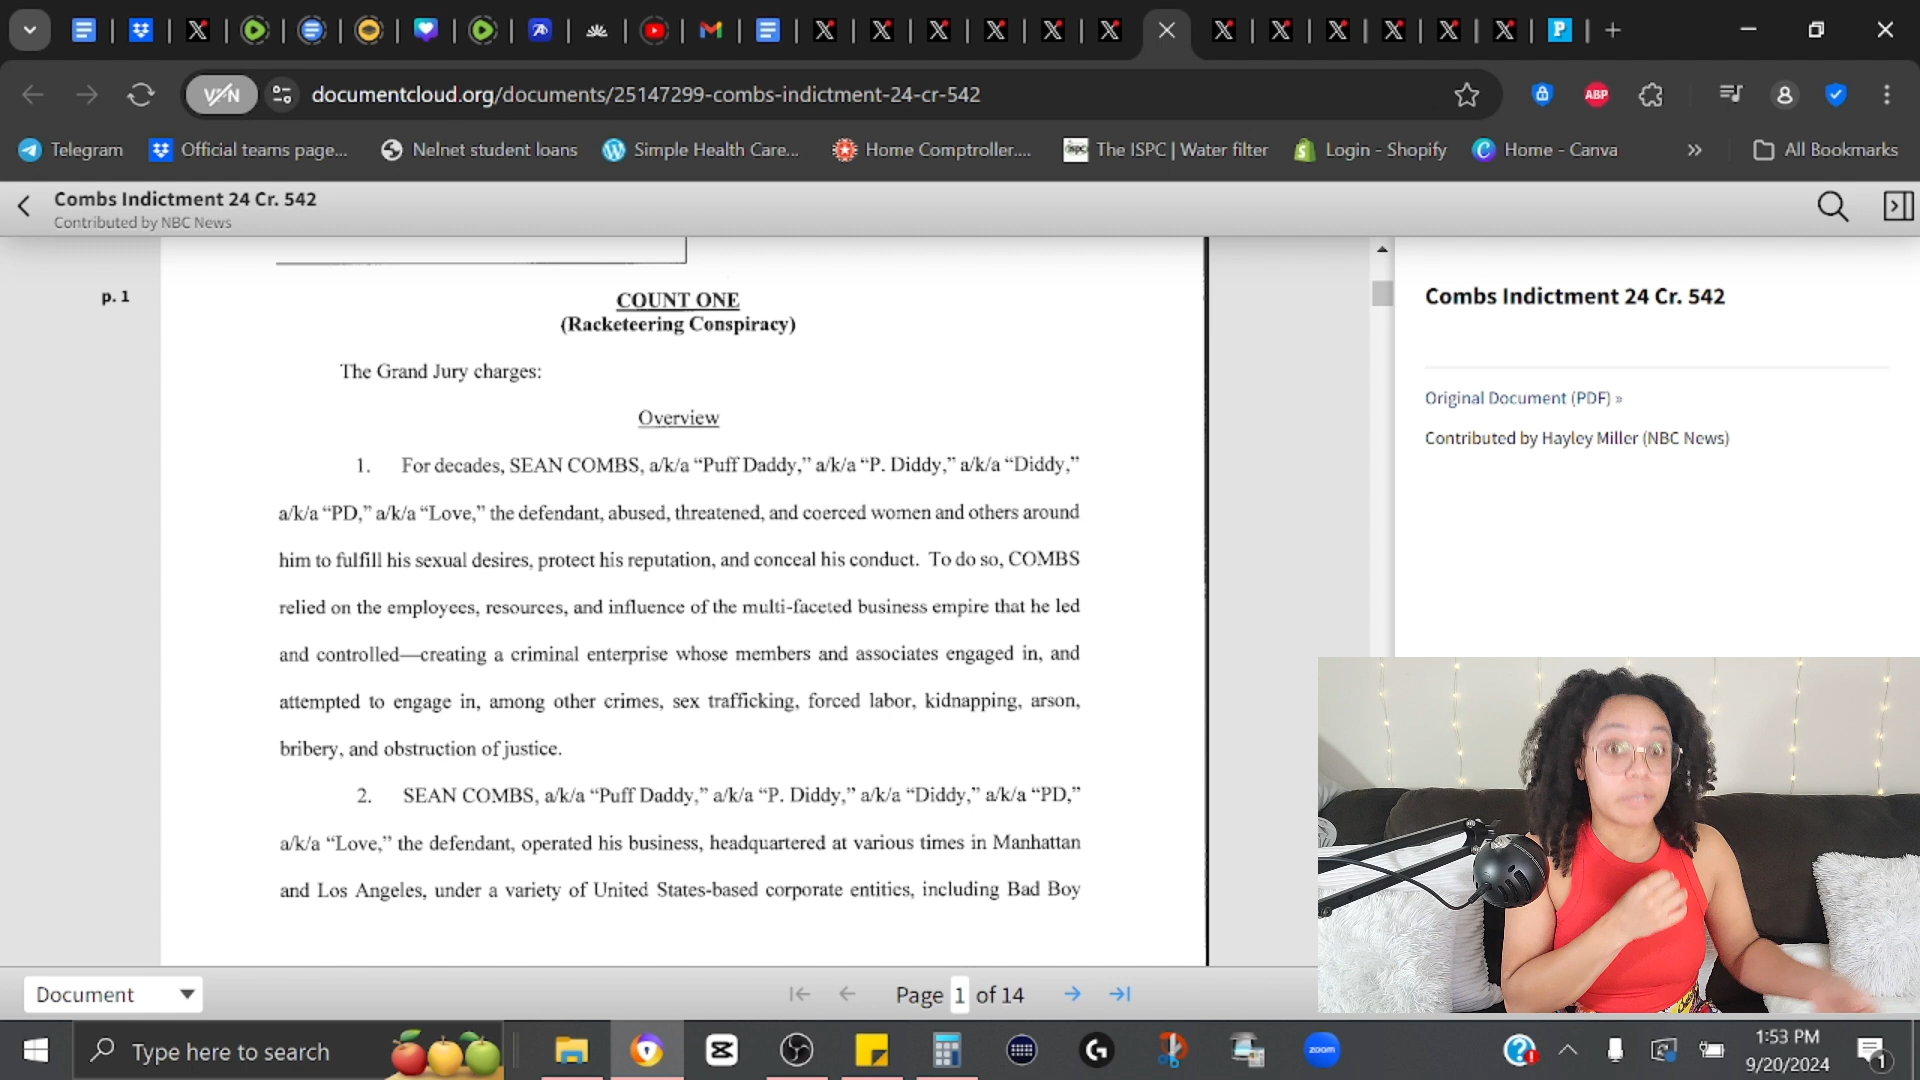 documentcloud.org/documents/25147299-combs-indictment-24-cr-542
ABP
Telegram
Official teams page...
Nelnet student loans
Simple Health Care...
Home Comptroller....
The ISPC | Water filter
Login - Shopify
Home - Canva
All Bookmarks
Combs Indictment 24 Cr. 542
Contributed by NBC News
p. 1
COUNT ONE
(Racketeering Conspiracy)
The Grand Jury charges:
Overview
1. For decades, SEAN COMBS, a/k/a “Puff Daddy,” a/k/a “P. Diddy,” a/k/a “Diddy,”
a/k/a “PD,” a/k/a “Love,” the defendant, abused, threatened, and coerced women and others around
him to fulfill his sexual desires, protect his reputation, and conceal his conduct. To do so, COMBS
relied on the employees, resources, and influence of the multi-faceted business empire that he led
and controlled—creating a criminal enterprise whose members and associates engaged in, and
attempted to engage in, among other crimes, sex trafficking, forced labor, kidnapping, arson,
bribery, and obstruction of justice.
2. SEAN COMBS, a/k/a “Puff Daddy,” a/k/a “P. Diddy,” a/k/a “Diddy,” a/k/a “PD,”
a/k/a “Love,” the defendant, operated his business, headquartered at various times in Manhattan
and Los Angeles, under a variety of United States-based corporate entities, including Bad Boy
Combs Indictment 24 Cr. 542
Original Document (PDF) »
Contributed by Hayley Miller (NBC News)
Document
Page 1 of 14
Type here to search
zoom
1:53 PM
9/20/2024
1